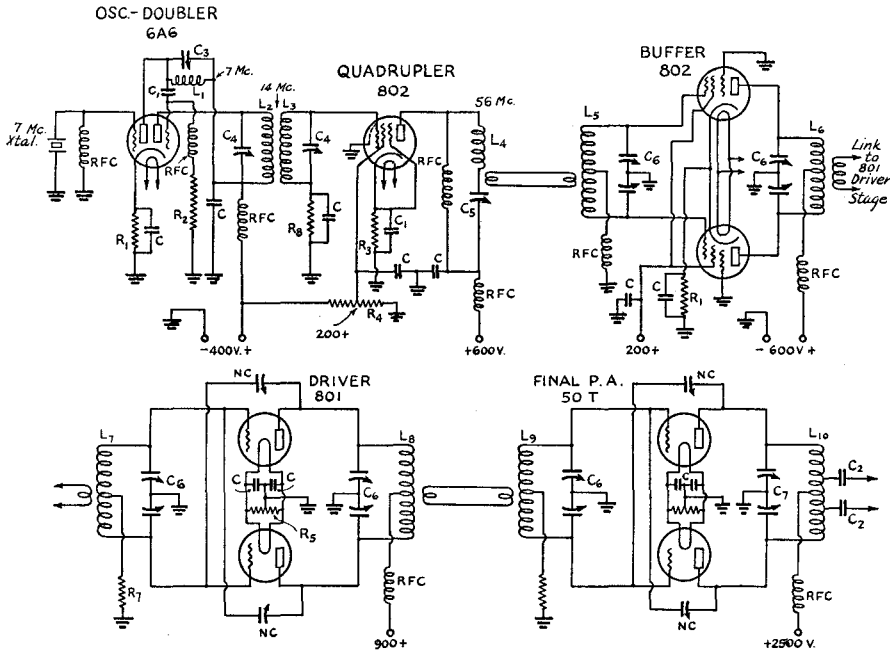 OSC.-DOUBLER
6A6
C3
7 Mc.
C1
L1
14 Mc.
QUADRUPLER
802
56 Mc.
BUFFER
802
7 Mc.
Xtal.
RFC
RFC
C4
L2
L3
C4
L4
L5
C6
C6
L6
Link
to
801
Driver
Stage
R1
C
R2
C
RFC
R8
C
R3
C1
C5
C
C
RFC
R4
200+
-400V.+
+600V.
RFC
C
C
R1
RFC
200+
-600V+
NC
DRIVER
801
FINAL P.A.
50 T
NC
L7
C6
C
C
C6
L8
R5
R7
RFC
NC
900+
L9
C6
C7
L10
C2
C2
RFC
NC
+2500 V.